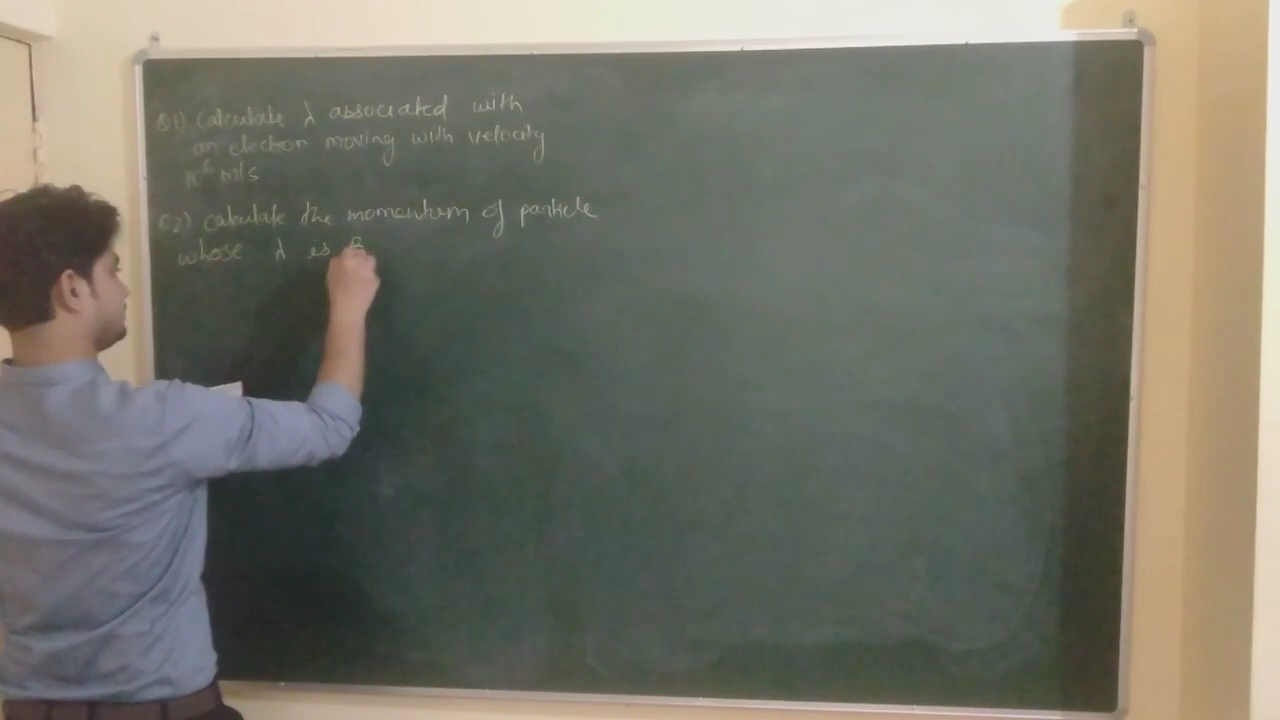 Q1) Calculate λ associated with
an electron moving with velocity
10⁶ m/s
Q2) Calculate the momentum of particle
whose λ is